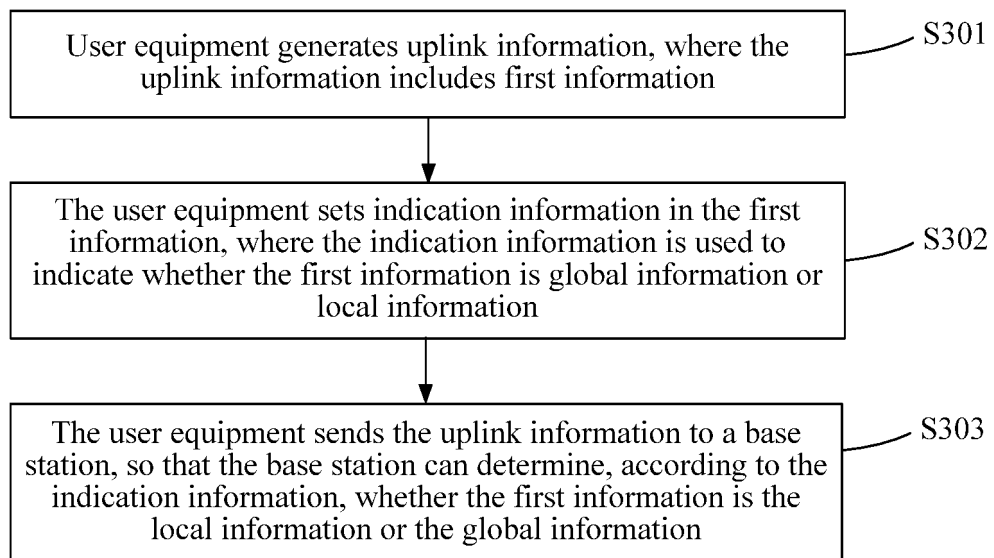 User equipment generates uplink information, where the
uplink information includes first information
S301
The user equipment sets indication information in the first
information, where the indication information is used to
indicate whether the first information is global information or
local information
S302
The user equipment sends the uplink information to a base
station, so that the base station can determine, according to the
indication information, whether the first information is the
local information or the global information
S303